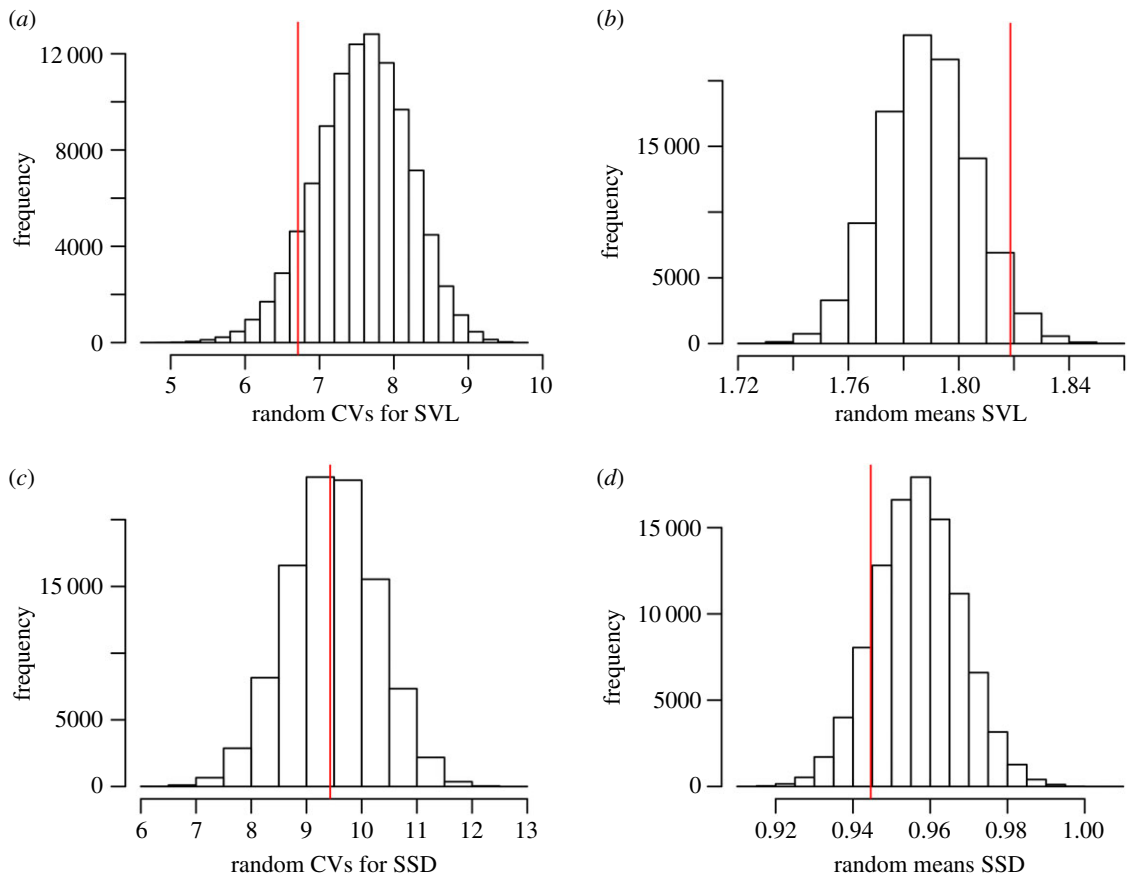 (a)
12 000
8000
4000
0
frequency
5 6 7 8 9 10
random CVs for SVL
(b)
15 000
5000
0
frequency
1.72 1.76 1.80 1.84
random means SVL
(c)
15 000
5000
0
frequency
6 7 8 9 10 11 12 13
random CVs for SSD
(d)
15 000
10 000
5000
0
frequency
0.92 0.94 0.96 0.98 1.00
random means SSD